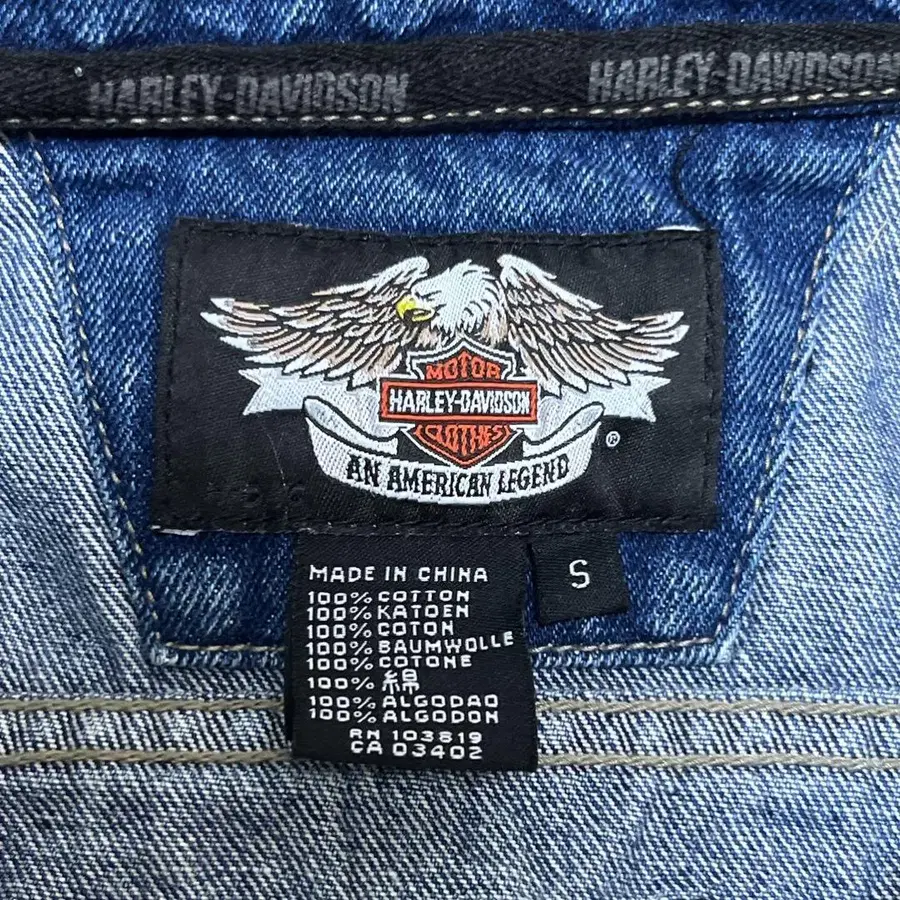 HARLEY-DAVIDSON HARLEY-DAVIDSON
MOTOR
HARLEY-DAVIDSON
CLOTHES
®
AN AMERICAN LEGEND
S
MADE IN CHINA
100% COTTON
100% KATOEN
100% COTON
100% BAUMWOLLE
100% COTONE
100% 綿
100% ALGODAO
100% ALGODON
RN 103819
CA 03402